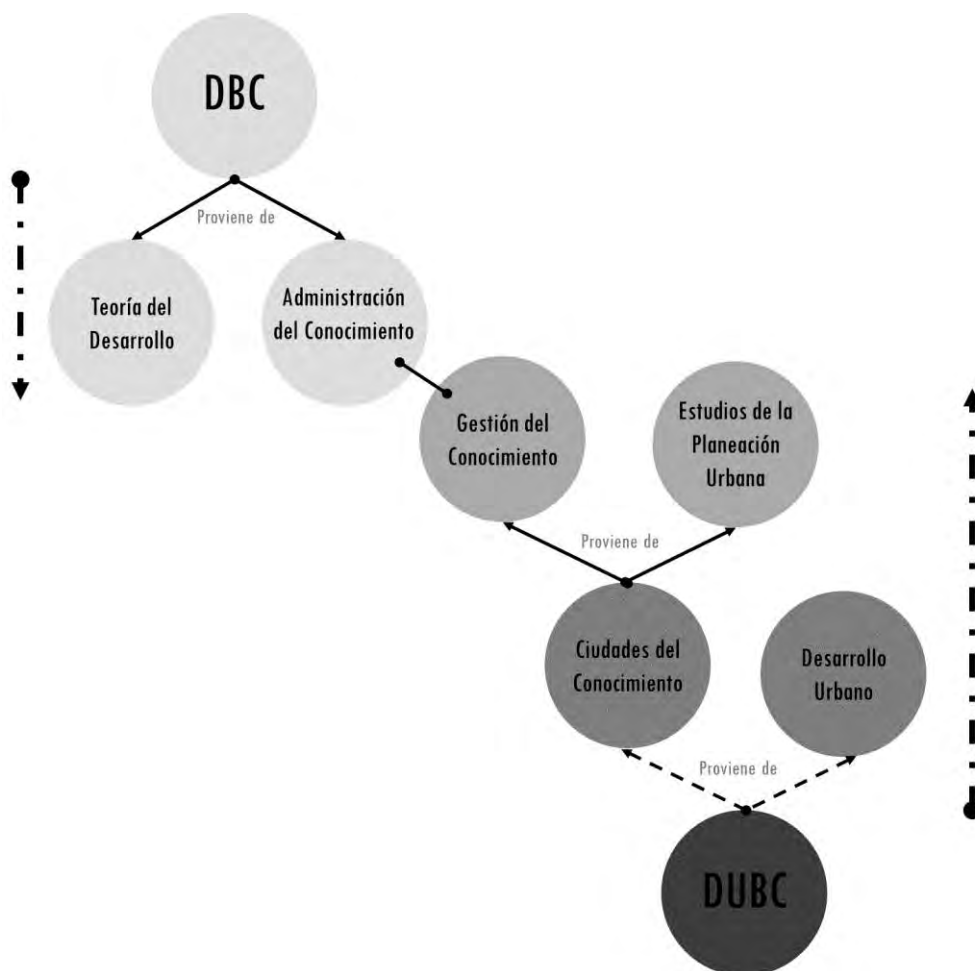 DBC
Proviene de
Teoría del
Desarrollo
Administración
del Conocimiento
Gestión del
Conocimiento
Estudios de la
Planeación
Urbana
Proviene de
Ciudades del
Conocimiento
Desarrollo
Urbano
Proviene de
DUBC